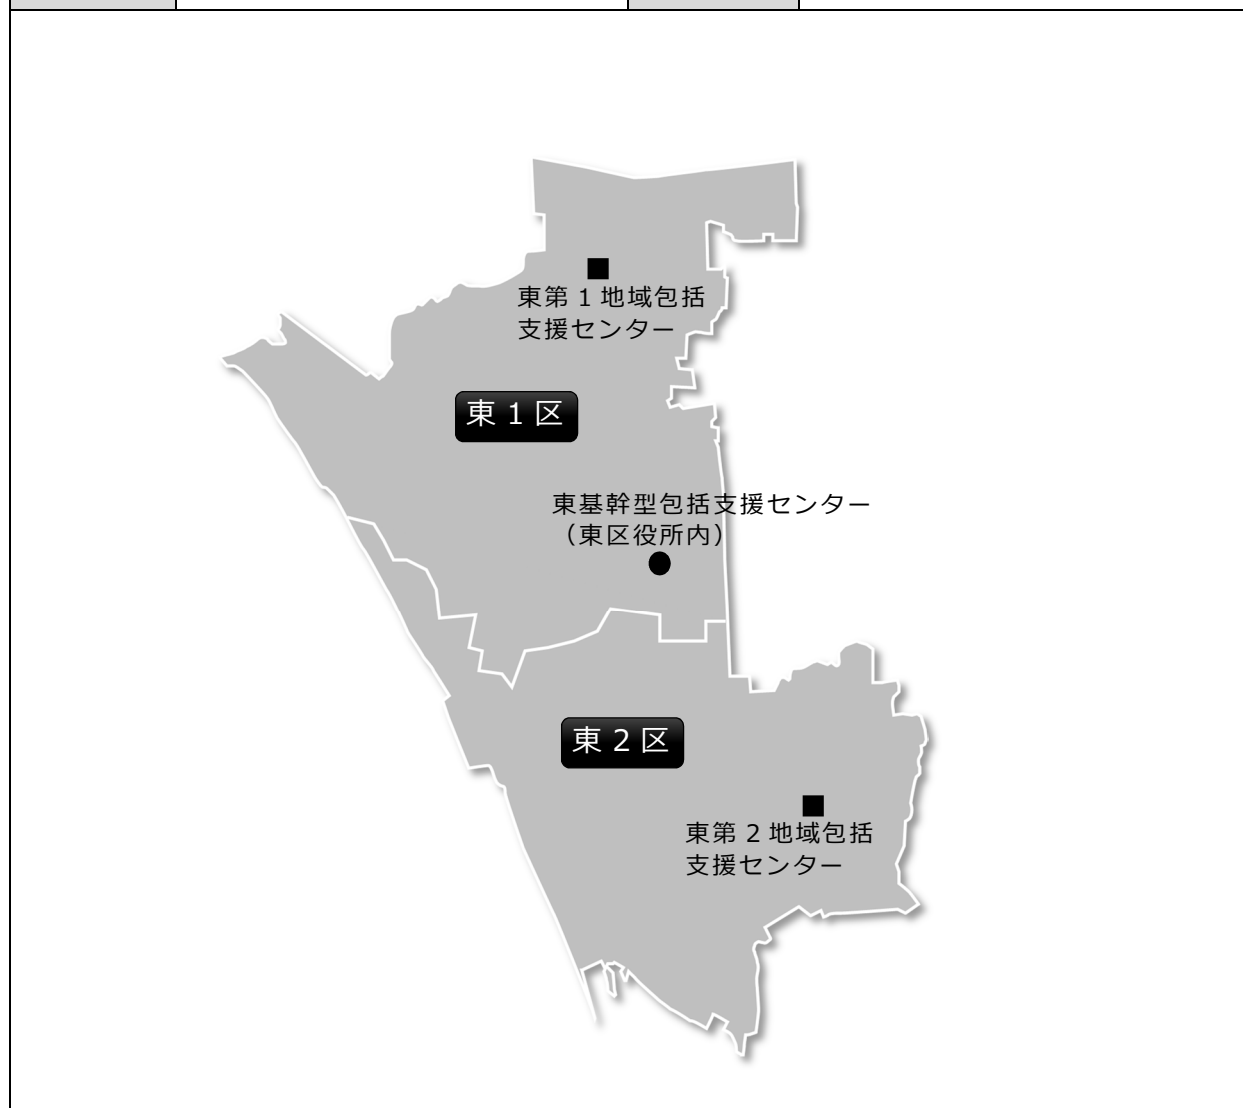 東第1地域包括
支援センター
東1区
東基幹型包括支援センター
（東区役所内）
東2区
東第2地域包括
支援センター